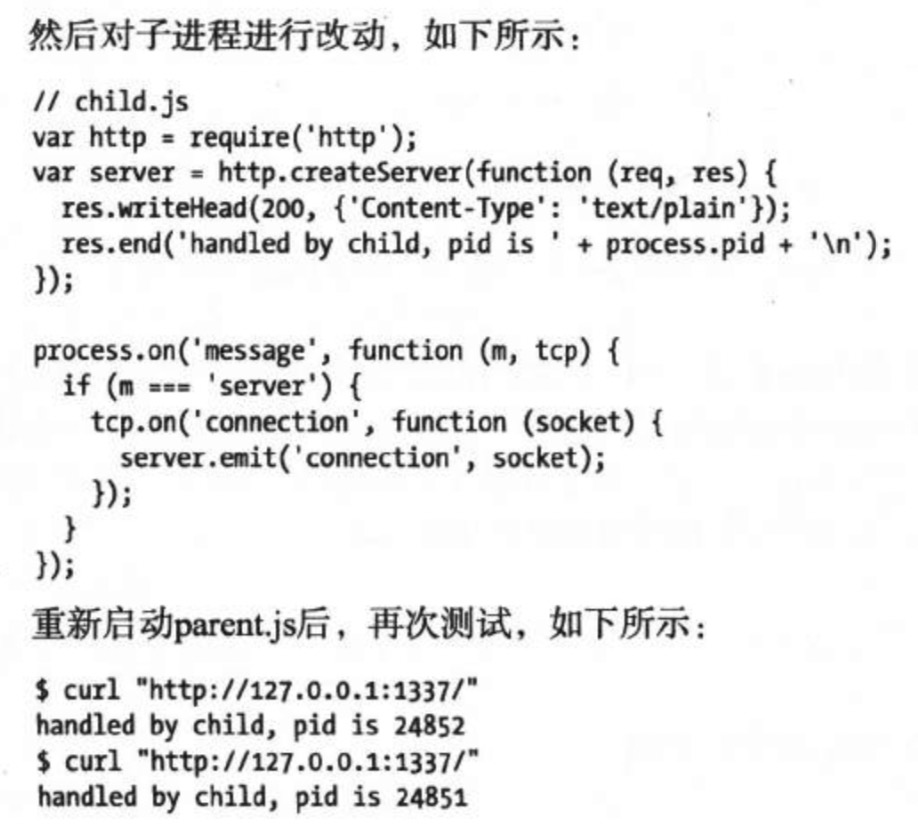 然后对子进程进行改动，如下所示：
// child.js
var http = require('http');
var server = http.createServer(function (req, res) {
  res.writeHead(200, {'Content-Type': 'text/plain'});
  res.end('handled by child, pid is ' + process.pid + '\n');
});

process.on('message', function (m, tcp) {
  if (m === 'server') {
    tcp.on('connection', function (socket) {
      server.emit('connection', socket);
    });
  }
});
重新启动parent.js后，再次测试，如下所示：
$ curl "http://127.0.0.1:1337/"
handled by child, pid is 24852
$ curl "http://127.0.0.1:1337/"
handled by child, pid is 24851